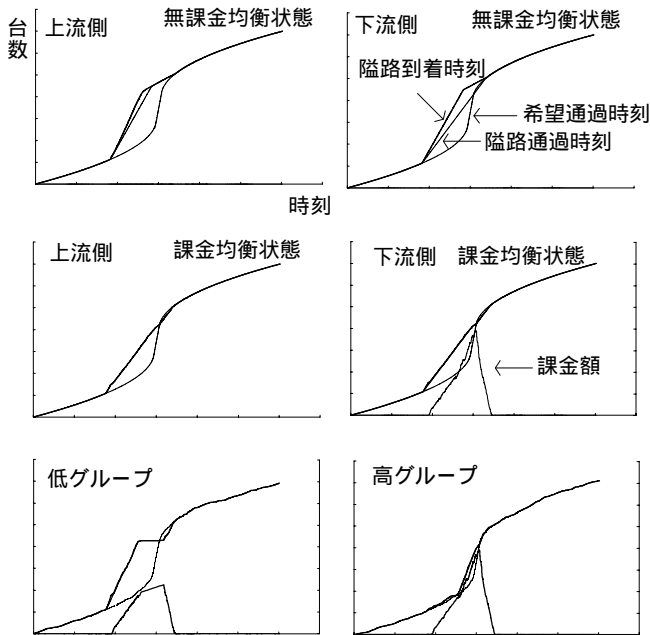 台数
上流側
無課金均衡状態
下流側
無課金均衡状態
隘路到着時刻
希望通過時刻
隘路通過時刻
時刻
上流側
課金均衡状態
下流側
課金均衡状態
課金額
低グループ
高グループ